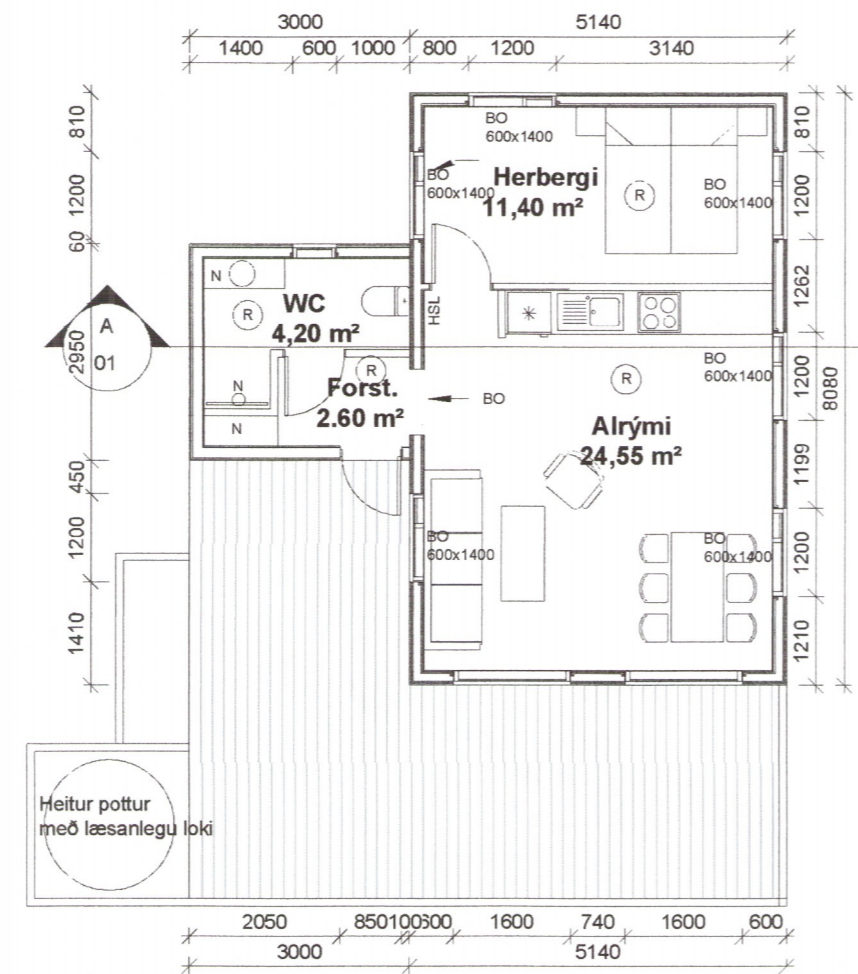 3000 5140
1400 600 1000 800 1200 3140
810
1200
60
2950
450
1200
1410
A
01
BO
600x1400
BO
600x1400
Herbergi
11,40 m²
R
BO
600x1400
N
R
WC
4,20 m²
HSL
N
N
R
Forst.
2.60 m²
BO
R
BO
600x1400
Alrými
24,55 m²
BO
600x1400
BO
600x1400
810
1200
1262
1200
1199
1200
1210
8080
Heitur pottur
með læsanlegu loki
2050 850 100 600 1600 740 1600 600
3000 5140